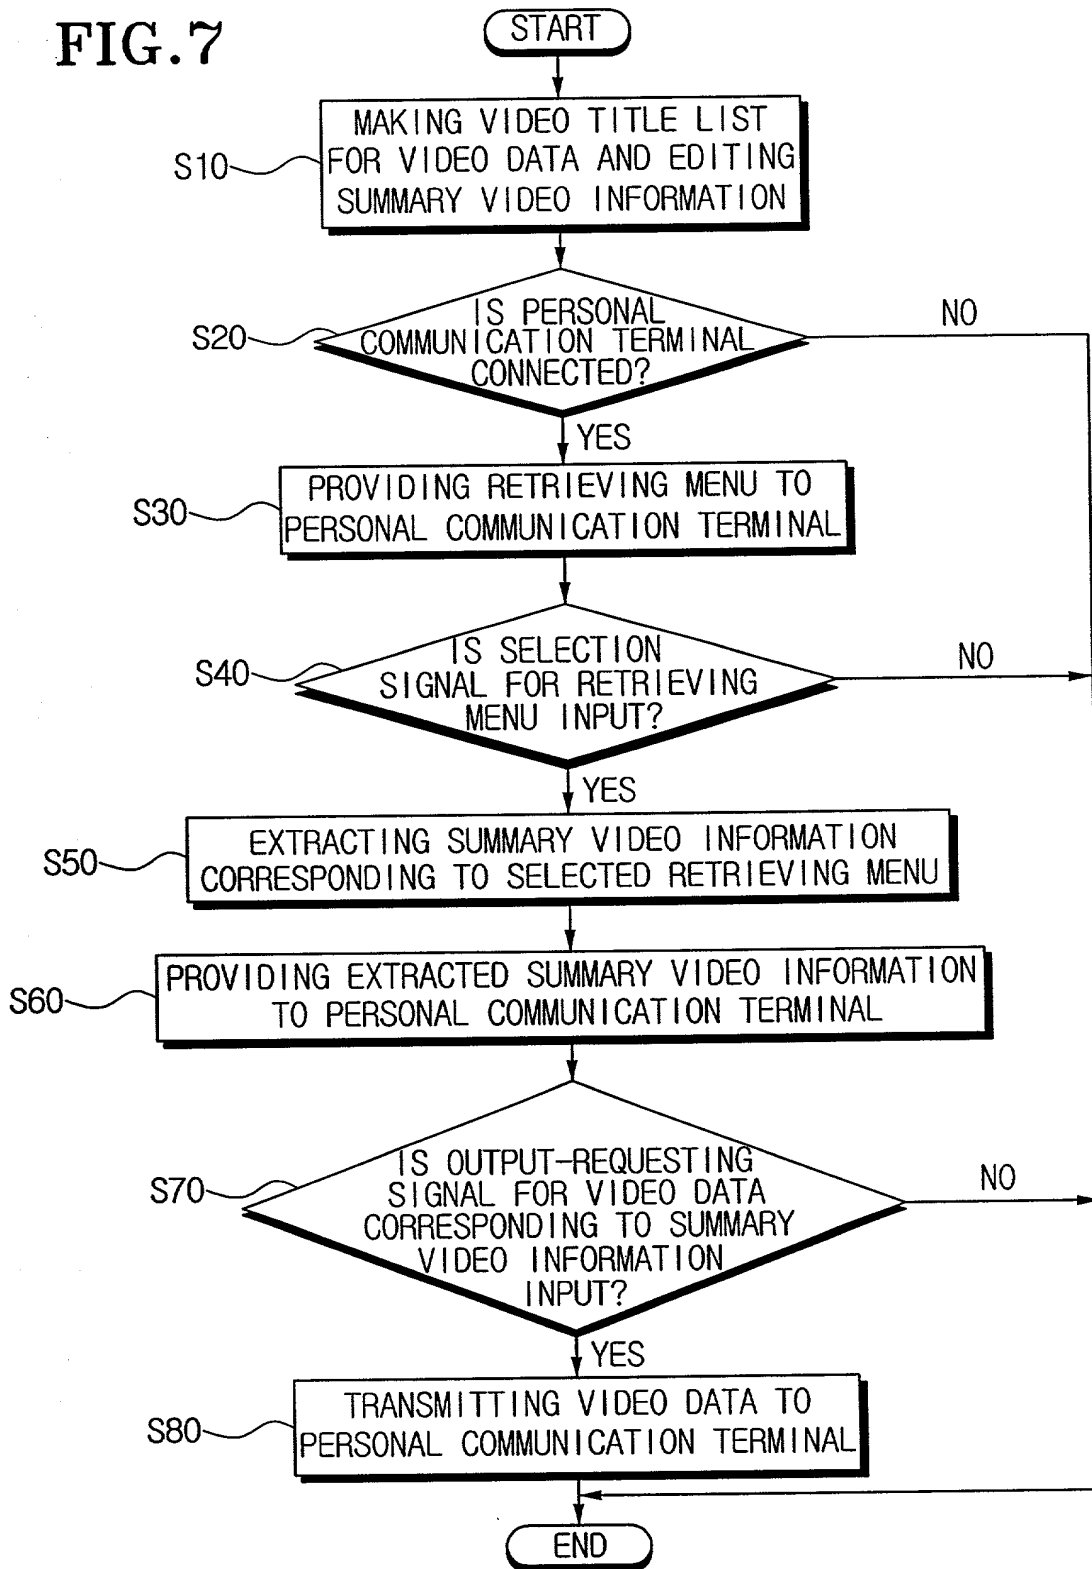 FIG.7
START
S10
MAKING VIDEO TITLE LIST
FOR VIDEO DATA AND EDITING
SUMMARY VIDEO INFORMATION
S20
IS PERSONAL
COMMUNICATION TERMINAL
CONNECTED?
NO
YES
S30
PROVIDING RETRIEVING MENU TO
PERSONAL COMMUNICATION TERMINAL
S40
IS SELECTION
SIGNAL FOR RETRIEVING
MENU INPUT?
NO
YES
S50
EXTRACTING SUMMARY VIDEO INFORMATION
CORRESPONDING TO SELECTED RETRIEVING MENU
S60
PROVIDING EXTRACTED SUMMARY VIDEO INFORMATION
TO PERSONAL COMMUNICATION TERMINAL
S70
IS OUTPUT-REQUESTING
SIGNAL FOR VIDEO DATA
CORRESPONDING TO SUMMARY
VIDEO INFORMATION
INPUT?
NO
YES
S80
TRANSMITTING VIDEO DATA TO
PERSONAL COMMUNICATION TERMINAL
END